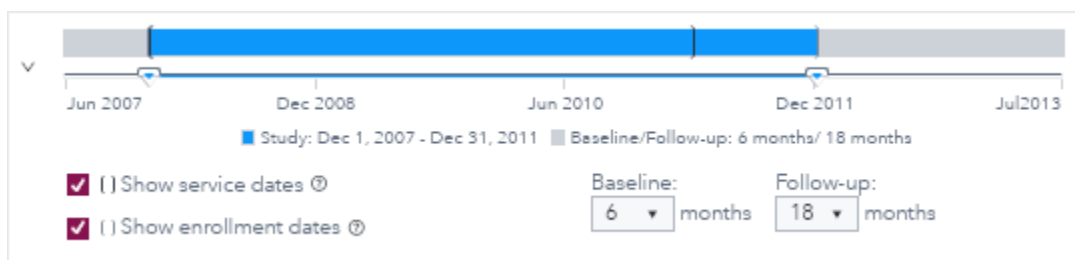 Jun 2007 Dec 2008 Jun 2010 Dec 2011 Jul2013
Study: Dec 1, 2007 - Dec 31, 2011 Baseline/Follow-up: 6 months/ 18 months
[ ] Show service dates ? Baseline: Follow-up:
6 months 18 months
( ) Show enrollment dates ?